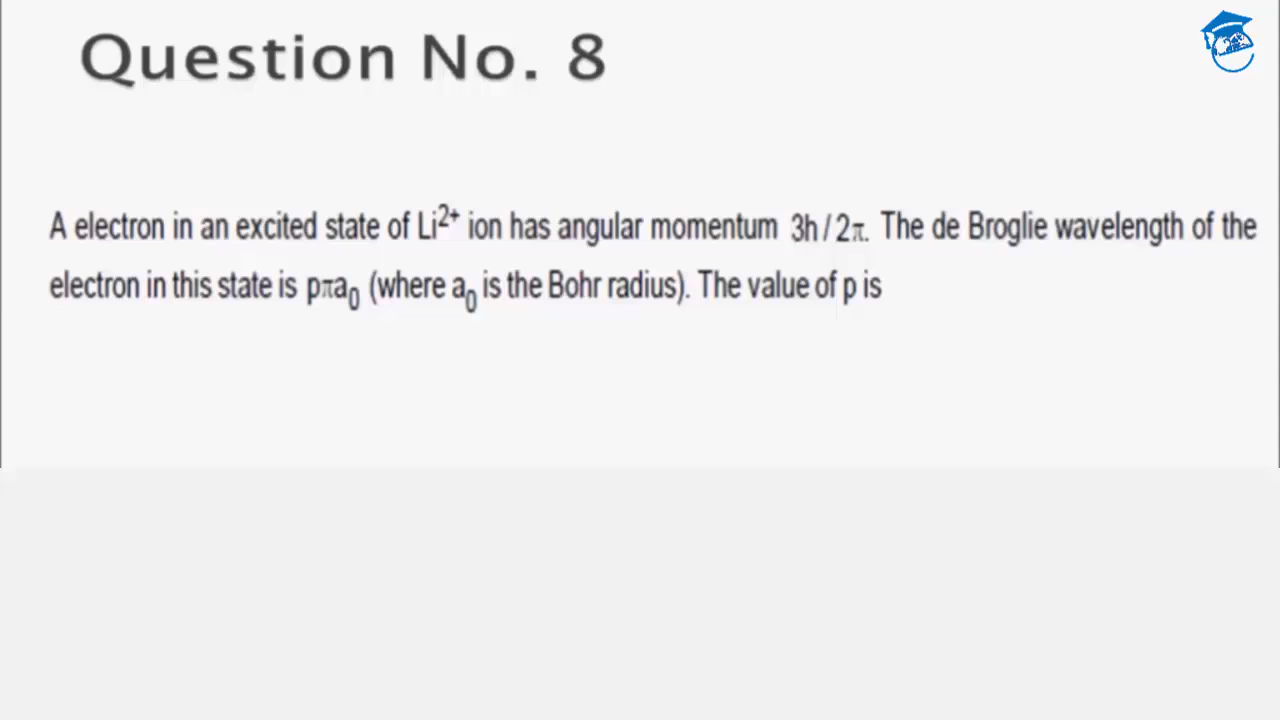 Question No. 8
A electron in an excited state of Li²⁺ ion has angular momentum 3h/2π. The de Broglie wavelength of the
electron in this state is pπa₀ (where a₀ is the Bohr radius). The value of p is